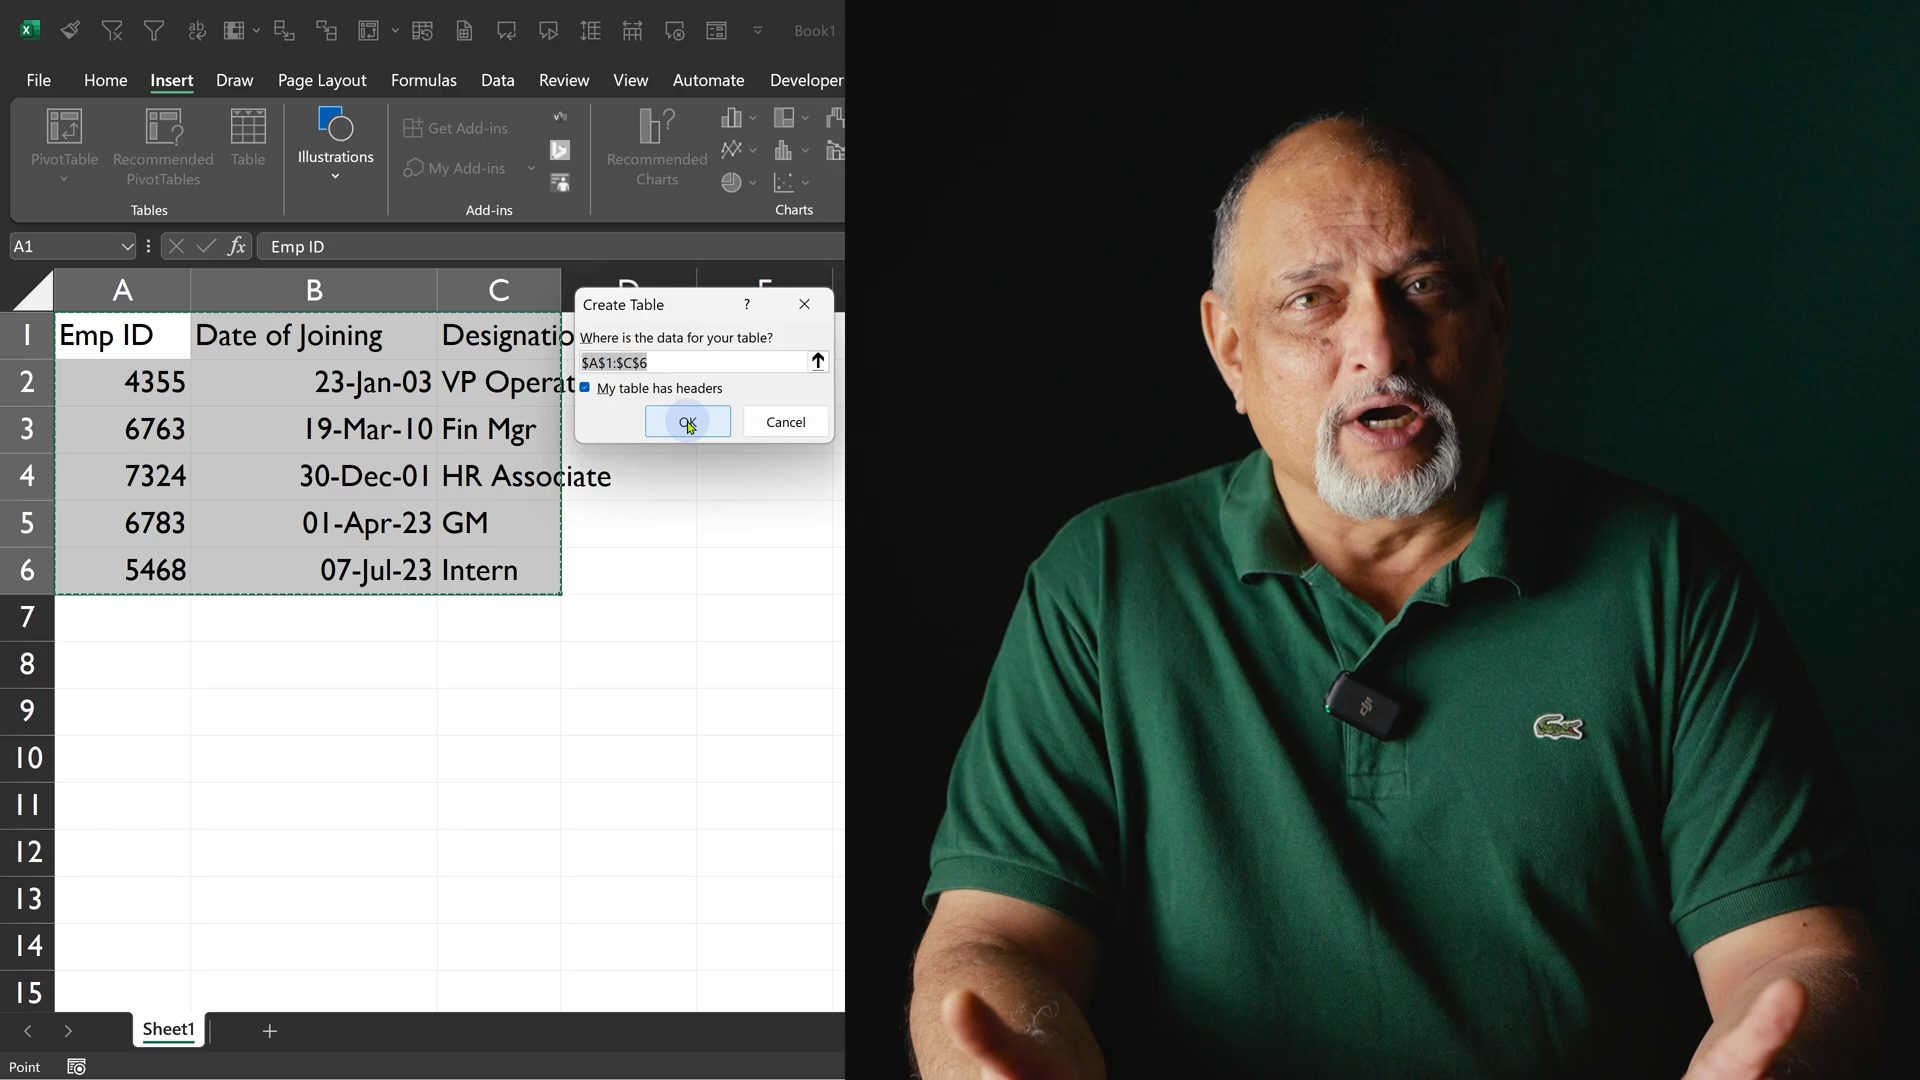 Book1
File Home Insert Draw Page Layout Formulas Data Review View Automate Developer
PivotTable
Recommended
PivotTables
Table
Tables
Illustrations
Get Add-ins
My Add-ins
Add-ins
Recommended
Charts
Charts
A1
fx
Emp ID
A B C
1 Emp ID Date of Joining Designatio
2 4355 23-Jan-03 VP Operat
3 6763 19-Mar-10 Fin Mgr
4 7324 30-Dec-01 HR Associate
5 6783 01-Apr-23 GM
6 5468 07-Jul-23 Intern
7
8
9
10
11
12
13
14
15
Create Table
?
Where is the data for your table?
$A$1:$C$6
My table has headers
OK
Cancel
Sheet1
Point